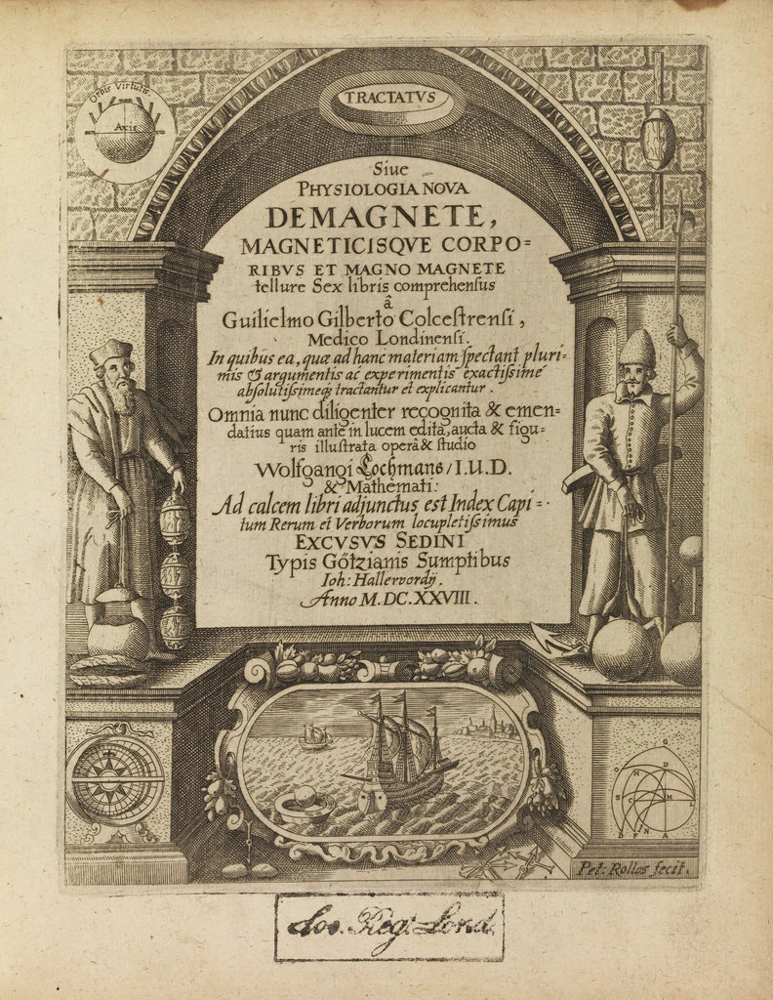 TRACTATVS
Orbis Virtutis.
Axis
Siue
PHYSIOLOGIA NOVA
DEMAGNETE,
MAGNETICISQVE CORPO=
RIBVS ET MAGNO MAGNETE
tellure Sex libris comprehensus
â
Guilielmo Gilberto Colcestrensi,
Medico Londinensi.
In quibus ea, quæ ad hanc materiam spectant pluri=
mis & argumentis ac experimentis exactissime
absolutissimeq; tractantur et explicantur.
Omnia nunc diligenter recognita & emen=
datius quam ante in lucem edita, aucta & figu=
ris illustrata operâ & studio
Wolfgangi Lochmans / I.U.D.
& Mathemati:
Ad calcem libri adjunctus est Index Capi=
tum Rerum et Verborum locupletissimus
EXCVSVS SEDINI
Typis Gőtzianis Sumptibus
Ioh: Hallervordij.
Anno M.DC.XXVIII.
G
O H D
S C M
B F N A
Pet: Rollos fecit.
Soc. Reg: Lond.